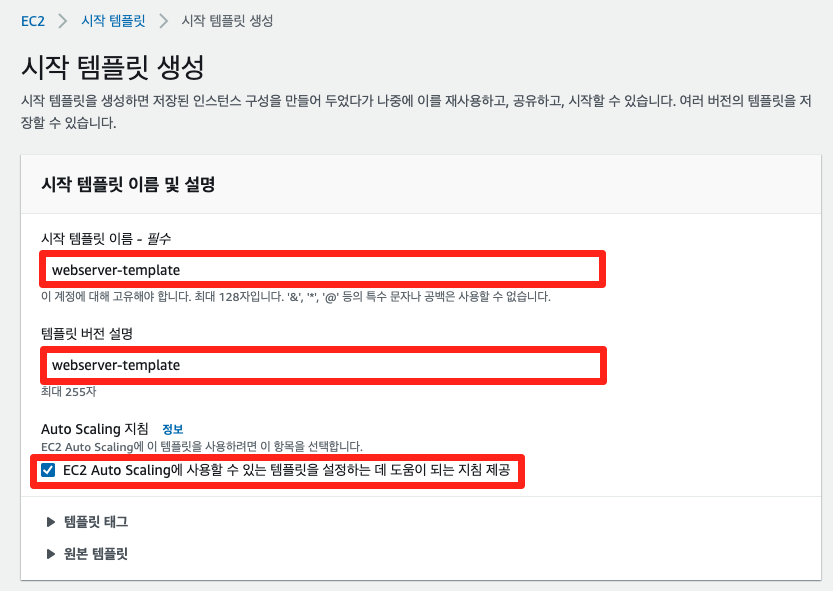 EC2 > 시작 템플릿 > 시작 템플릿 생성
시작 템플릿 생성
시작 템플릿을 생성하면 저장된 인스턴스 구성을 만들어 두었다가 나중에 이를 재사용하고, 공유하고, 시작할 수 있습니다. 여러 버전의 템플릿을 저
장할 수 있습니다.
시작 템플릿 이름 및 설명
시작 템플릿 이름 - 필수
webserver-template
이 계정에 대해 고유해야 합니다. 최대 128자입니다. '&', '*', '@' 등의 특수 문자나 공백은 사용할 수 없습니다.
템플릿 버전 설명
webserver-template
최대 255자
Auto Scaling 지침 정보
EC2 Auto Scaling에 이 템플릿을 사용하려면 이 항목을 선택합니다.
EC2 Auto Scaling에 사용할 수 있는 템플릿을 설정하는 데 도움이 되는 지침 제공
템플릿 태그
원본 템플릿